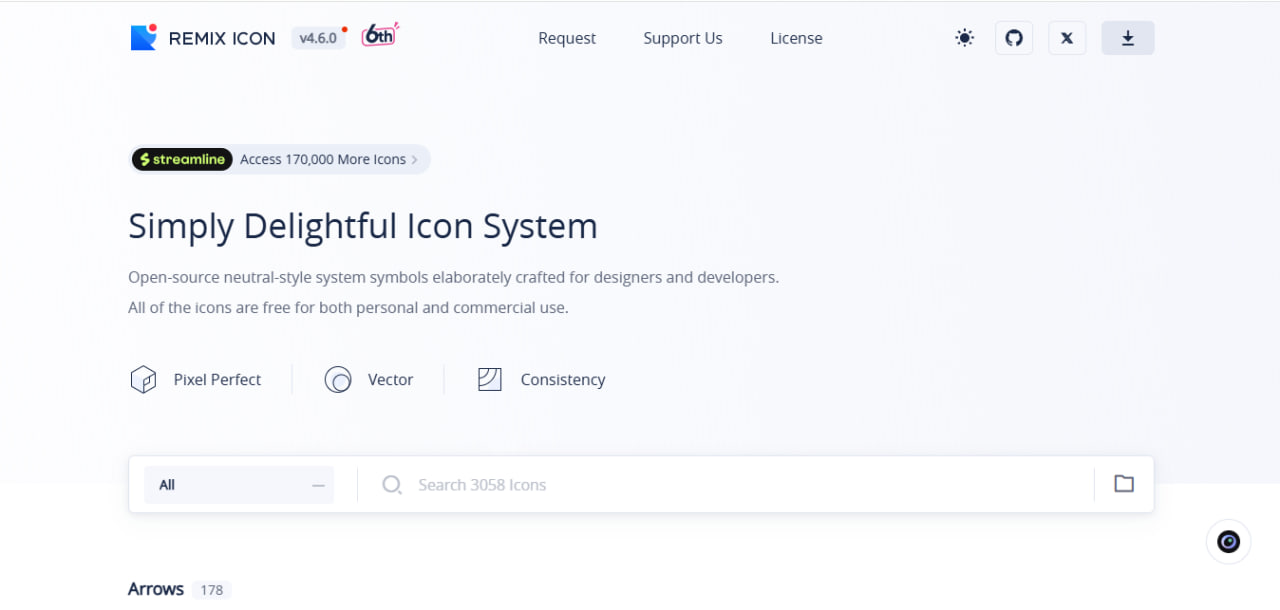 REMIX ICON v4.6.0 6th Request Support Us License
streamline Access 170,000 More Icons
Simply Delightful Icon System
Open-source neutral-style system symbols elaborately crafted for designers and developers.
All of the icons are free for both personal and commercial use.
Pixel Perfect Vector Consistency
All Search 3058 Icons
Arrows 178